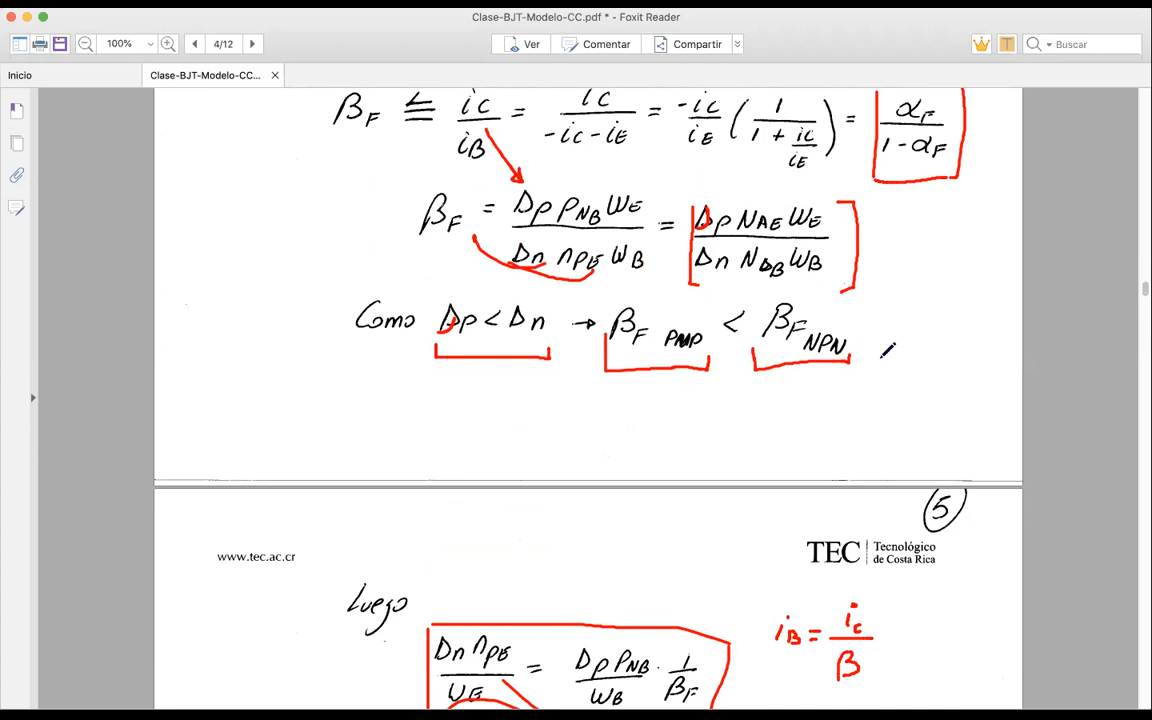 Clase-BJT-Modelo-CC.pdf * - Foxit Reader
100% 4/12 Ver Comentar Compartir Buscar
Inicio Clase-BJT-Modelo-CC... ×
βF ≜ iC/iB = iC/(-iC-iE) = -iC/iE (1/(1+iC/iE)) = αF/(1-αF)
βF = Dp PNB WE/(Dn nPE WB) = Dp NAE WE/(Dn NDB WB)
Como Dp < Dn → βF PNP < βF NPN
5
www.tec.ac.cr
TEC | Tecnológico
de Costa Rica
Luego
iB = iC/β
Dn nPE/WE = Dp PNB/WB · 1/βF